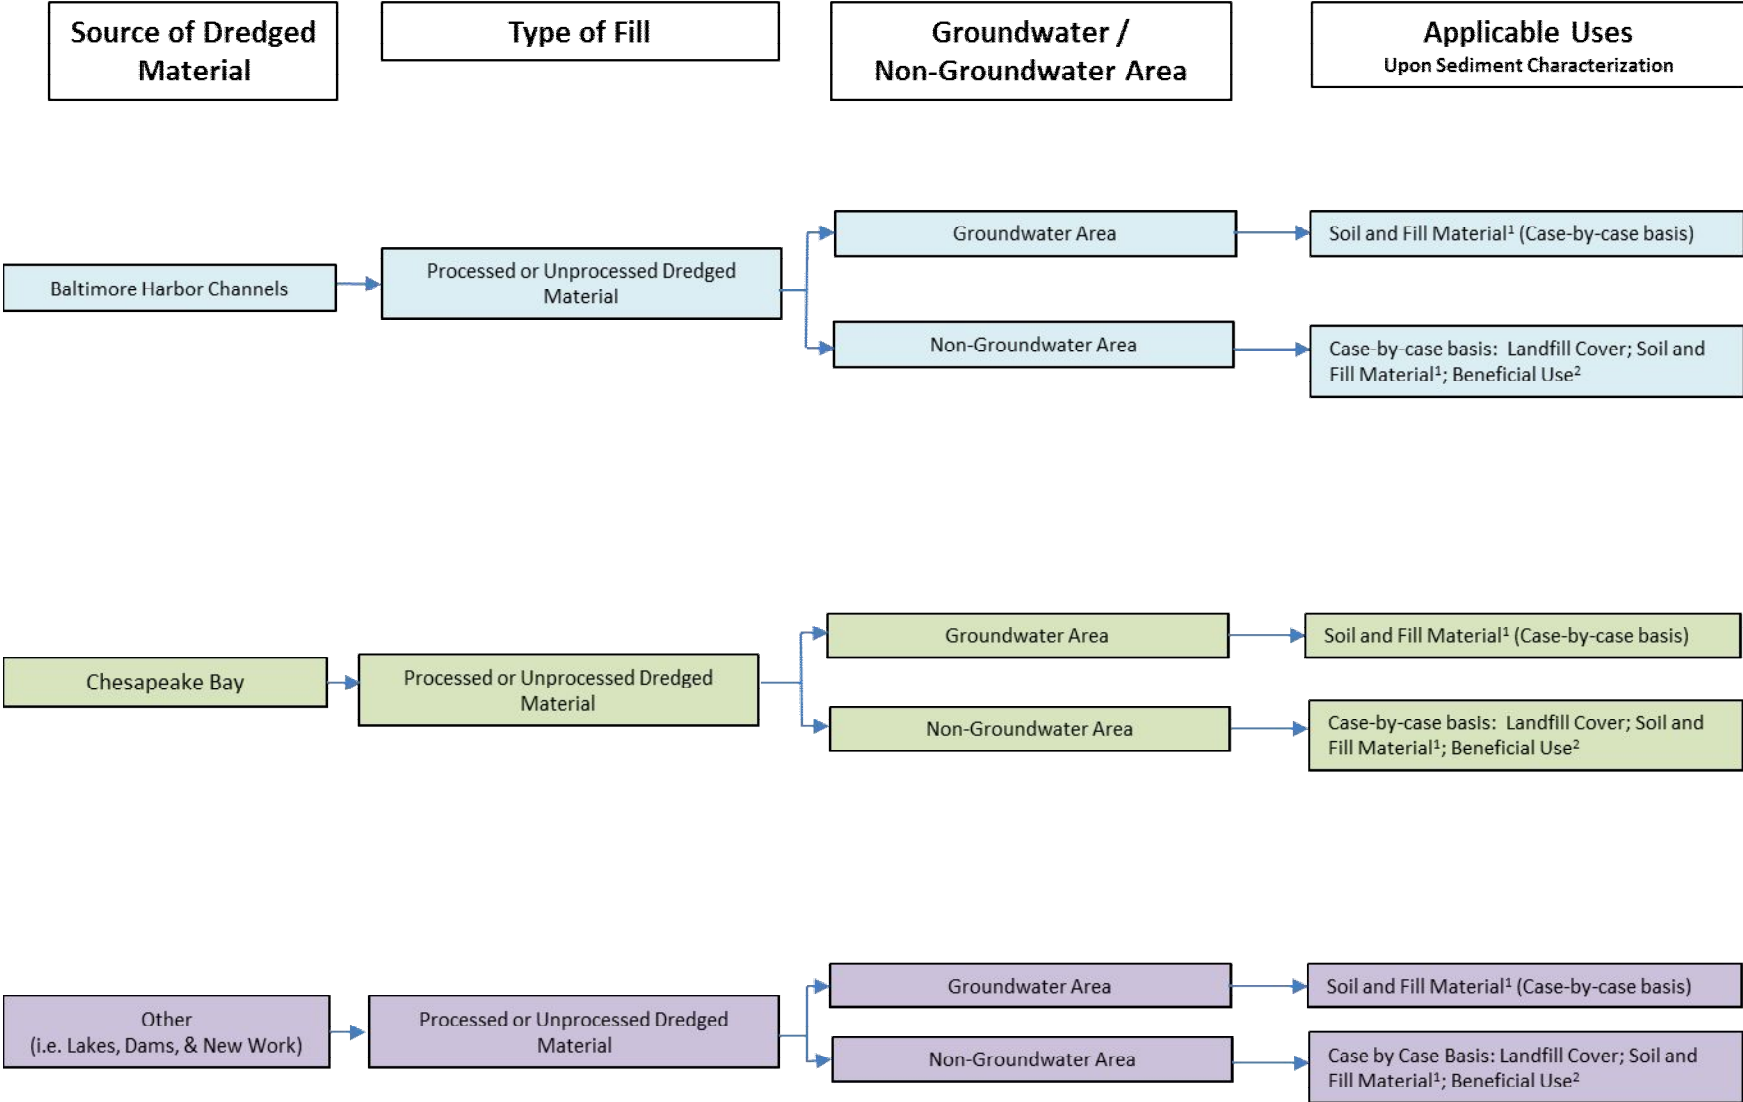 Source of Dredged
Material
Type of Fill
Groundwater /
Non-Groundwater Area
Applicable Uses
Upon Sediment Characterization
Baltimore Harbor Channels
Processed or Unprocessed Dredged
Material
Groundwater Area
Soil and Fill Material¹ (Case-by-case basis)
Non-Groundwater Area
Case-by-case basis: Landfill Cover; Soil and
Fill Material¹; Beneficial Use²
Chesapeake Bay
Processed or Unprocessed Dredged
Material
Groundwater Area
Soil and Fill Material¹ (Case-by-case basis)
Non-Groundwater Area
Case-by-case basis: Landfill Cover; Soil and
Fill Material¹; Beneficial Use²
Other
(i.e. Lakes, Dams, & New Work)
Processed or Unprocessed Dredged
Material
Groundwater Area
Soil and Fill Material¹ (Case-by-case basis)
Non-Groundwater Area
Case by Case Basis: Landfill Cover; Soil and
Fill Material¹; Beneficial Use²